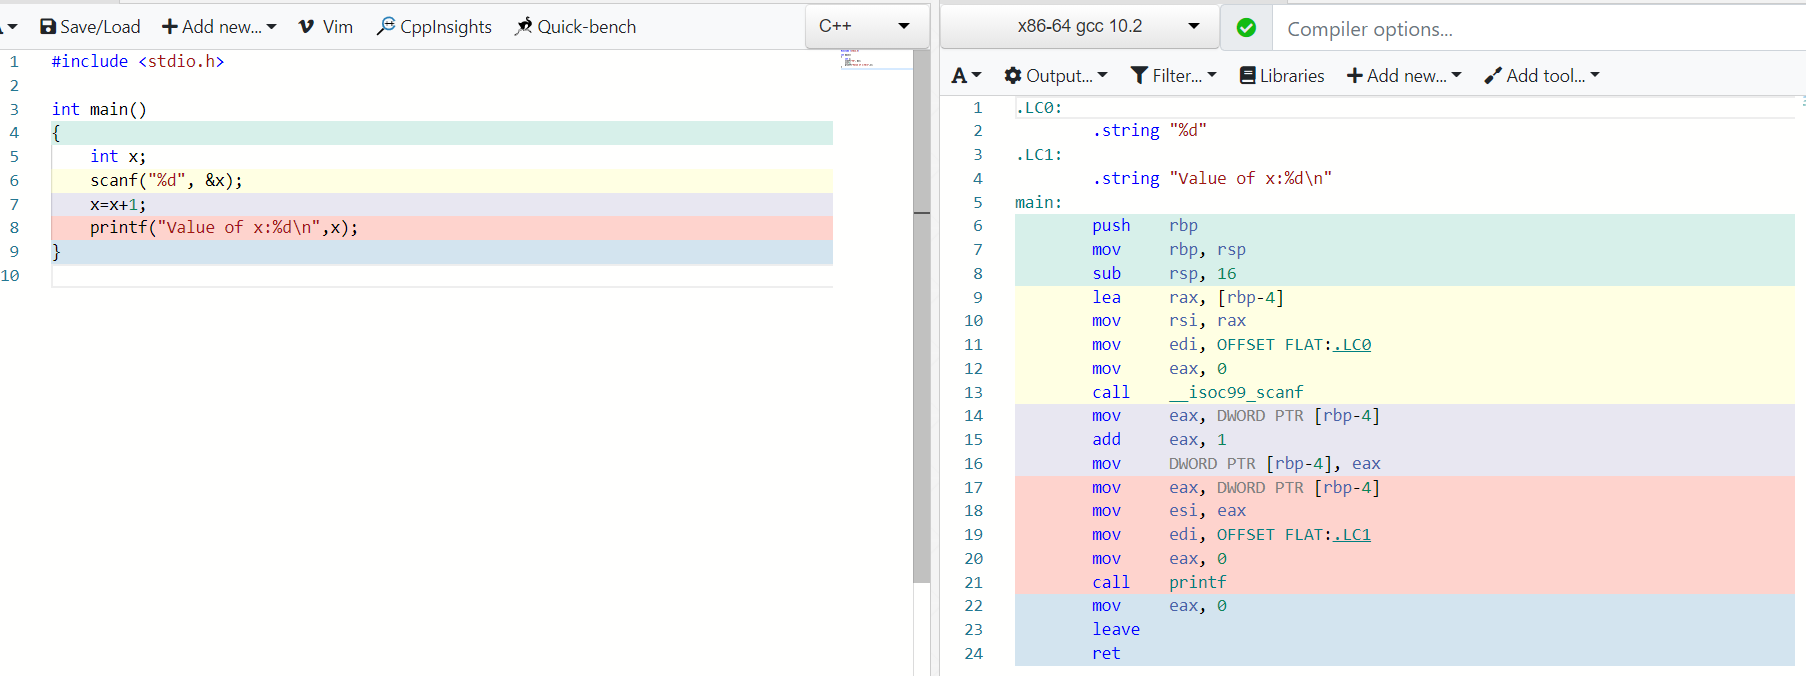 A Save/Load Add new... Vim CppInsights Quick-bench C++
1 #include <stdio.h>
2
3 int main()
4 {
5 int x;
6 scanf("%d", &x);
7 x=x+1;
8 printf("Value of x:%d\n",x);
9 }
10
x86-64 gcc 10.2 Compiler options...
A Output... Filter... Libraries Add new... Add tool...
1 .LC0:
2 .string "%d"
3 .LC1:
4 .string "Value of x:%d\n"
5 main:
6 push rbp
7 mov rbp, rsp
8 sub rsp, 16
9 lea rax, [rbp-4]
10 mov rsi, rax
11 mov edi, OFFSET FLAT:.LC0
12 mov eax, 0
13 call __isoc99_scanf
14 mov eax, DWORD PTR [rbp-4]
15 add eax, 1
16 mov DWORD PTR [rbp-4], eax
17 mov eax, DWORD PTR [rbp-4]
18 mov esi, eax
19 mov edi, OFFSET FLAT:.LC1
20 mov eax, 0
21 call printf
22 mov eax, 0
23 leave
24 ret